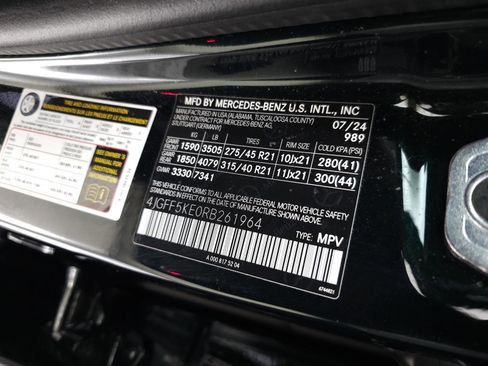 TIRE AND LOADING INFORMATION
MFD BY MERCEDES-BENZ U.S. INTL., INC
MANUFACTURED IN USA (ALABAMA, TUSCALOOSA COUNTY)
UNDER CONTRACT FOR MERCEDES-BENZ AG,
STUTTGART (GERMANY)
07/24
989
GAWR KG LB TIRES RIMS COLD KPA (PSI)
FRONT 1590 3505 275/45 R21 10Jx21 280(41)
GAWR
REAR 1850 4079 315/40 R21 11Jx21 300(44)
GVWR 3330/7341
THIS VEHICLE CONFORMS TO ALL APPLICABLE FEDERAL MOTOR VEHICLE SAFETY
STANDARDS IN EFFECT ON THE DATE OF MANUFACTURE SHOWN ABOVE.
4JGFF5KE0RB261964
TYPE: MPV
A 000 817 52 04